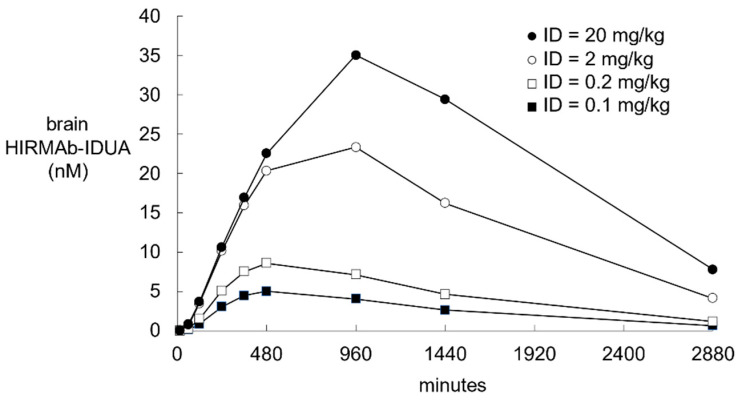 40
35
30
25
20
15
10
5
0
brain
HIRMAb-IDUA
(nM)
ID = 20 mg/kg
ID = 2 mg/kg
ID = 0.2 mg/kg
ID = 0.1 mg/kg
0 480 960 1440 1920 2400 2880
minutes